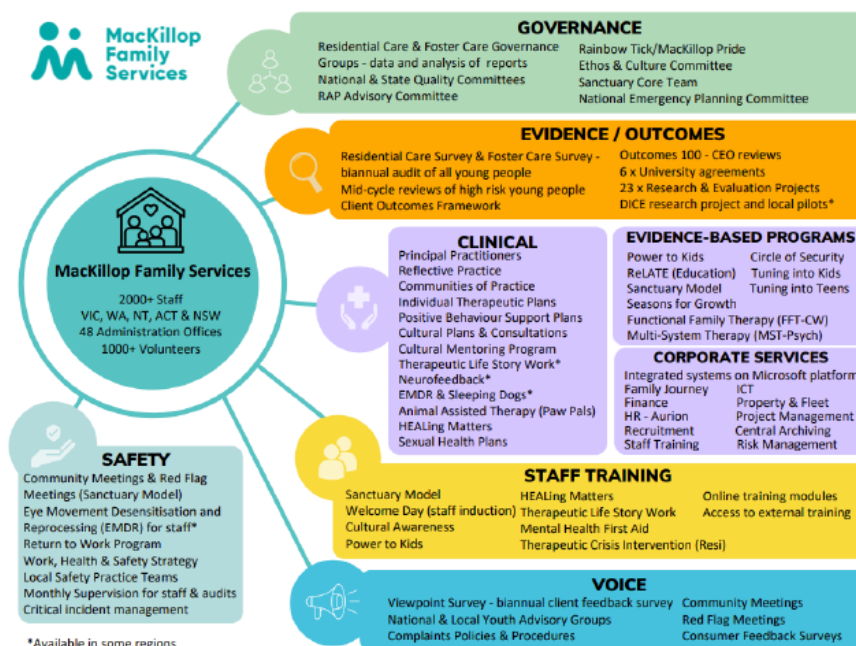 MacKillop
Family
Services
GOVERNANCE
Residential Care & Foster Care Governance
Groups - data and analysis of reports
National & State Quality Committees
RAP Advisory Committee
Rainbow Tick/MacKillop Pride
Ethos & Culture Committee
Sanctuary Core Team
National Emergency Planning Committee
EVIDENCE / OUTCOMES
Residential Care Survey & Foster Care Survey -
biannual audit of all young people
Mid-cycle reviews of high risk young people
Client Outcomes Framework
Outcomes 100 - CEO reviews
6 x University agreements
23 x Research & Evaluation Projects
DICE research project and local pilots*
MacKillop Family Services
2000+ Staff
VIC, WA, NT, ACT & NSW
48 Administration Offices
1000+ Volunteers
CLINICAL
Principal Practitioners
Reflective Practice
Communities of Practice
Individual Therapeutic Plans
Positive Behaviour Support Plans
Cultural Plans & Consultations
Cultural Mentoring Program
Therapeutic Life Story Work*
Neurofeedback*
EMDR & Sleeping Dogs*
Animal Assisted Therapy (Paw Pals)
HEALing Matters
Sexual Health Plans
EVIDENCE-BASED PROGRAMS
Power to Kids
ReLATE (Education)
Sanctuary Model
Seasons for Growth
Circle of Security
Tuning into Kids
Tuning into Teens
Functional Family Therapy (FFT-CW)
Multi-System Therapy (MST-Psych)
CORPORATE SERVICES
Integrated systems on Microsoft platform
Family Journey
Finance
HR - Aurion
Recruitment
Staff Training
ICT
Property & Fleet
Project Management
Central Archiving
Risk Management
SAFETY
Community Meetings & Red Flag
Meetings (Sanctuary Model)
Eye Movement Desensitisation and
Reprocessing (EMDR) for staff*
Return to Work Program
Work, Health & Safety Strategy
Local Safety Practice Teams
Monthly Supervision for staff & audits
Critical incident management
STAFF TRAINING
Sanctuary Model
Welcome Day (staff induction)
Cultural Awareness
Power to Kids
HEALing Matters
Therapeutic Life Story Work
Mental Health First Aid
Therapeutic Crisis Intervention (Resi)
Online training modules
Access to external training
VOICE
Viewpoint Survey - biannual client feedback survey
National & Local Youth Advisory Groups
Complaints Policies & Procedures
Community Meetings
Red Flag Meetings
Consumer Feedback Surveys
*Available in some regions